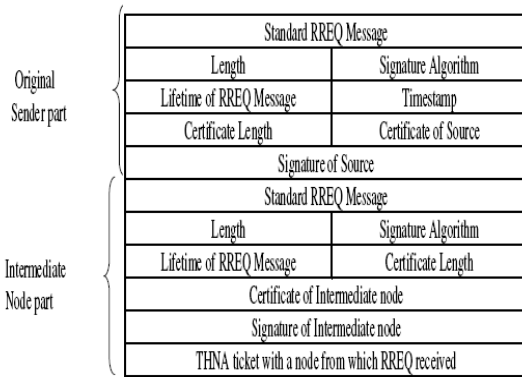 Standard RREQ Message
Length Signature Algorithm
Original
Sender part
Lifetime of RREQ Message Timestamp
Certificate Length Certificate of Source
Signature of Source
Standard RREQ Message
Length Signature Algorithm
Intermediate
Node part
Lifetime of RREQ Message Certificate Length
Certificate of Intermediate node
Signature of Intermediate node
THNA ticket with a node from which RREQ received